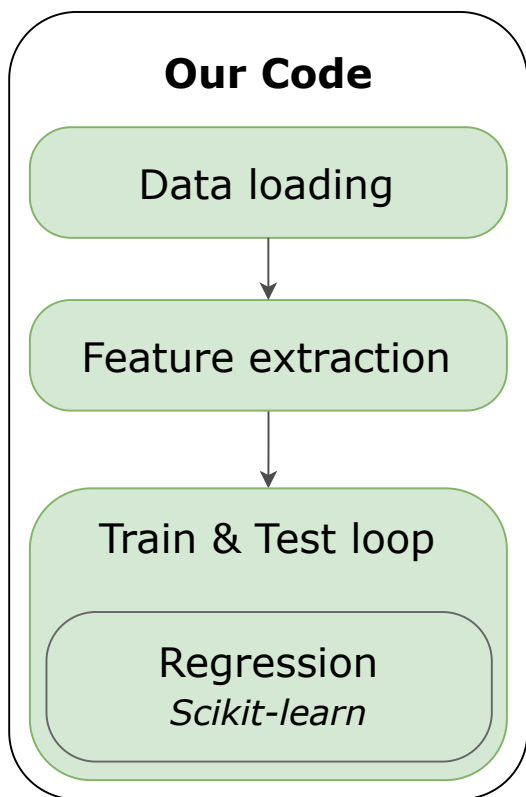 Our Code
Data loading
Feature extraction
Train & Test loop
Regression
Scikit-learn